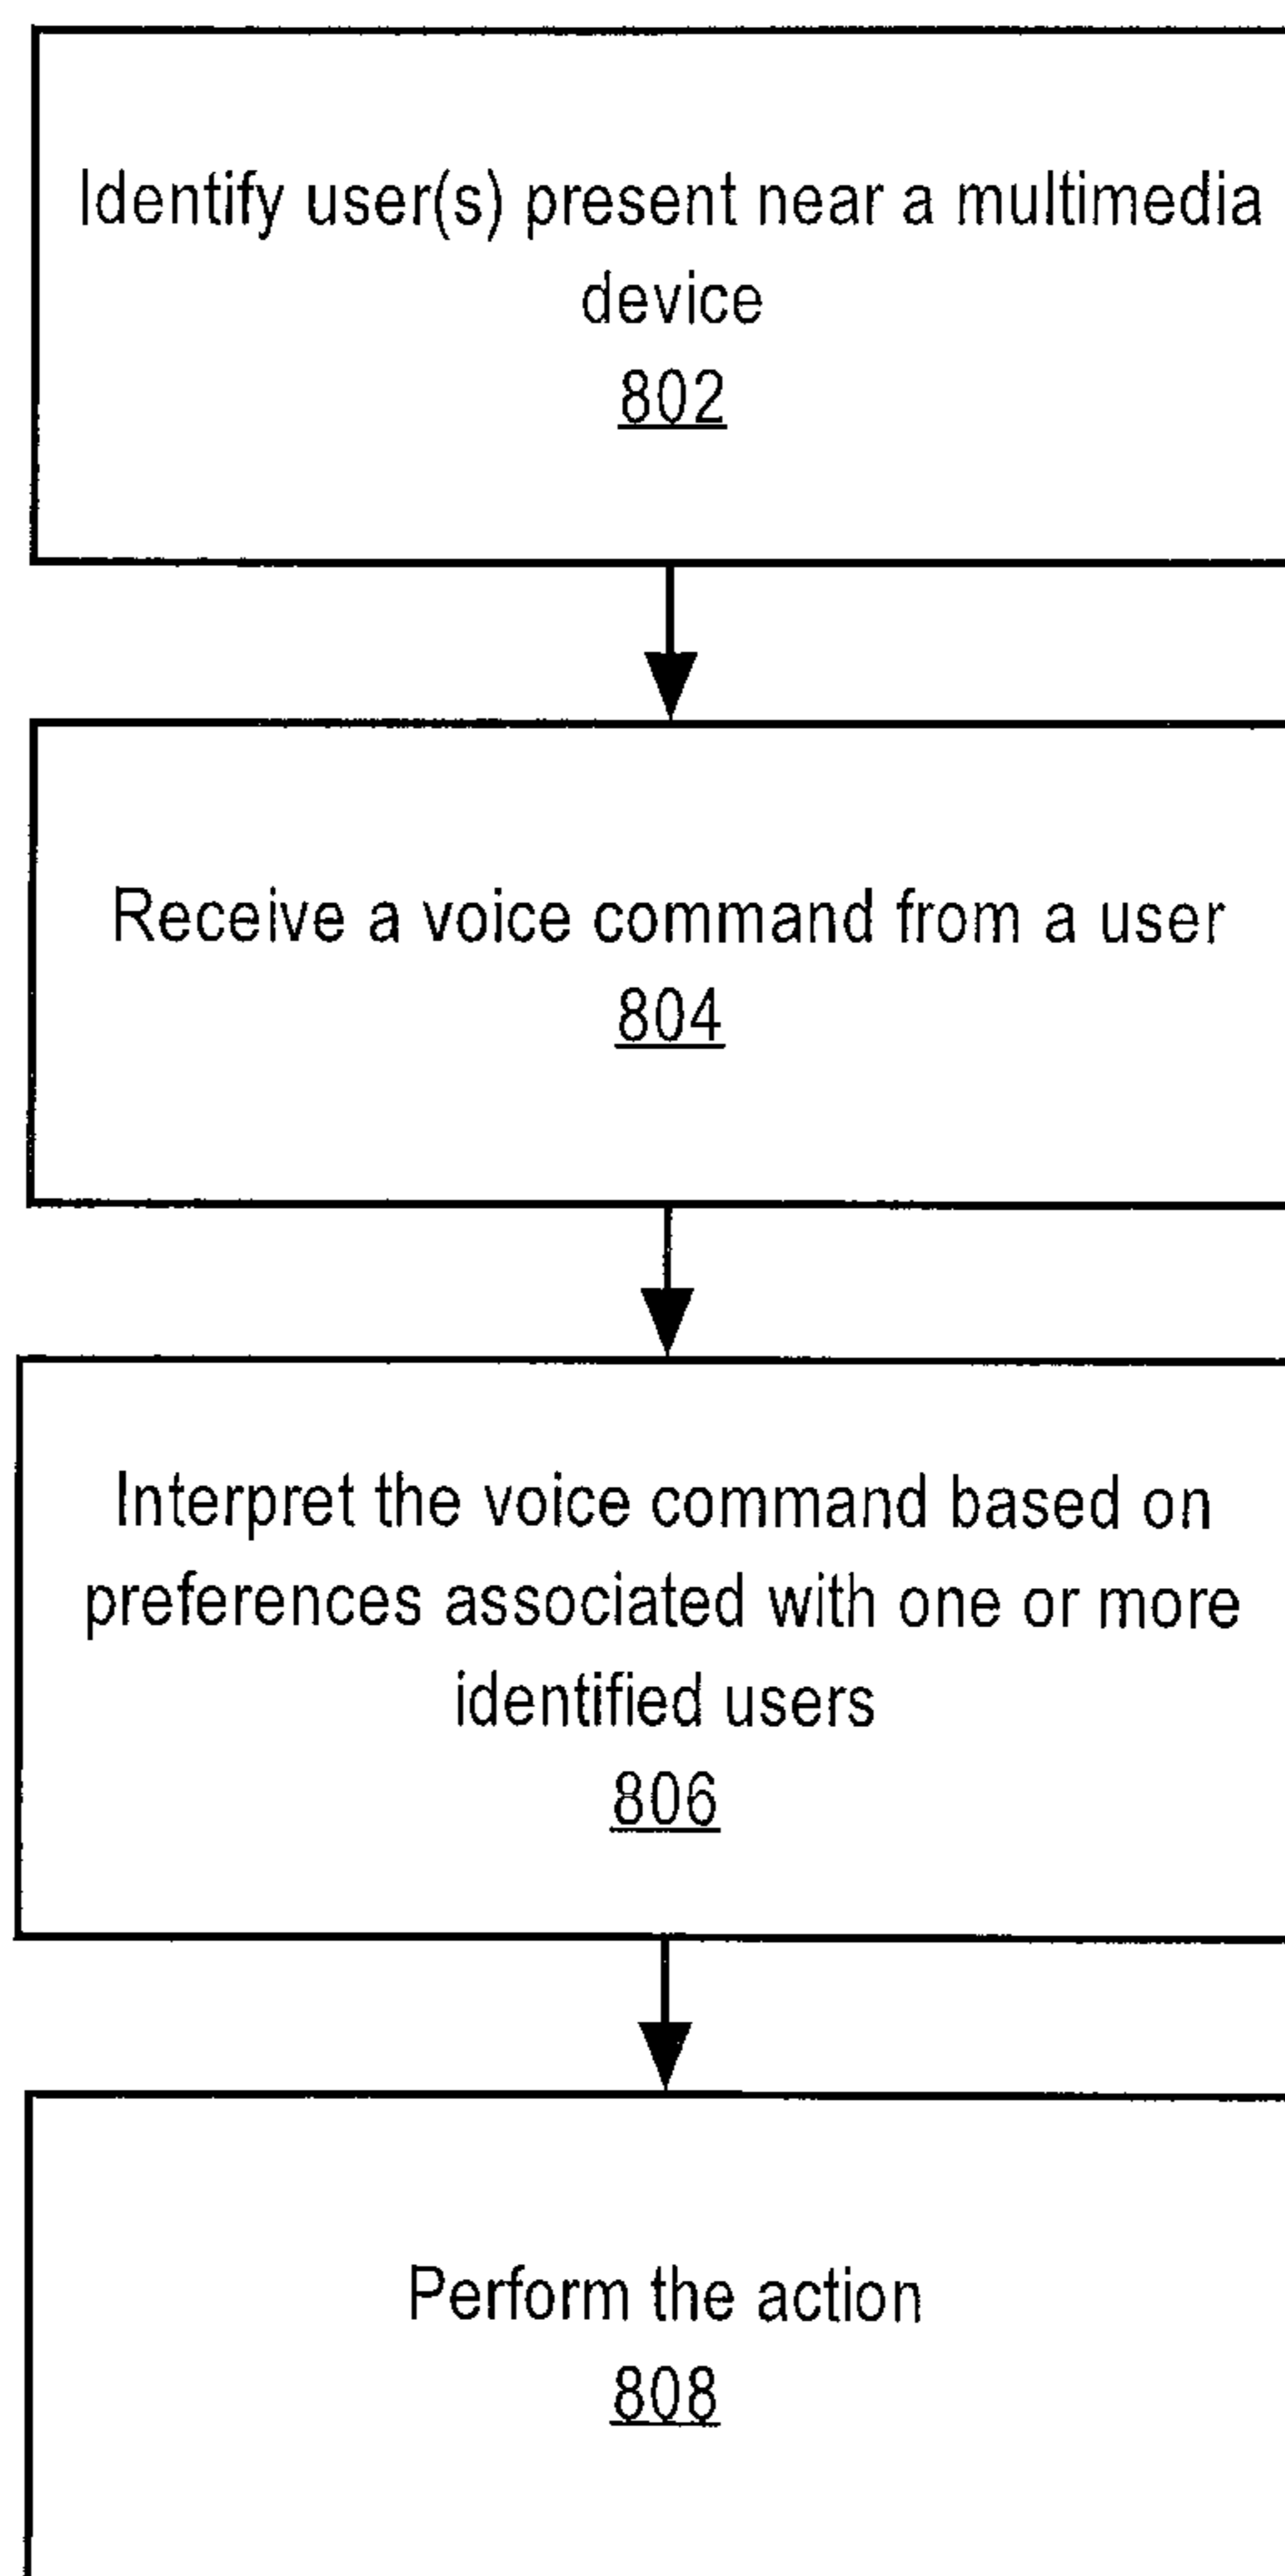 Identify user(s) present near a multimedia
device
802
Receive a voice command from a user
804
Interpret the voice command based on
preferences associated with one or more
identified users
806
Perform the action
808